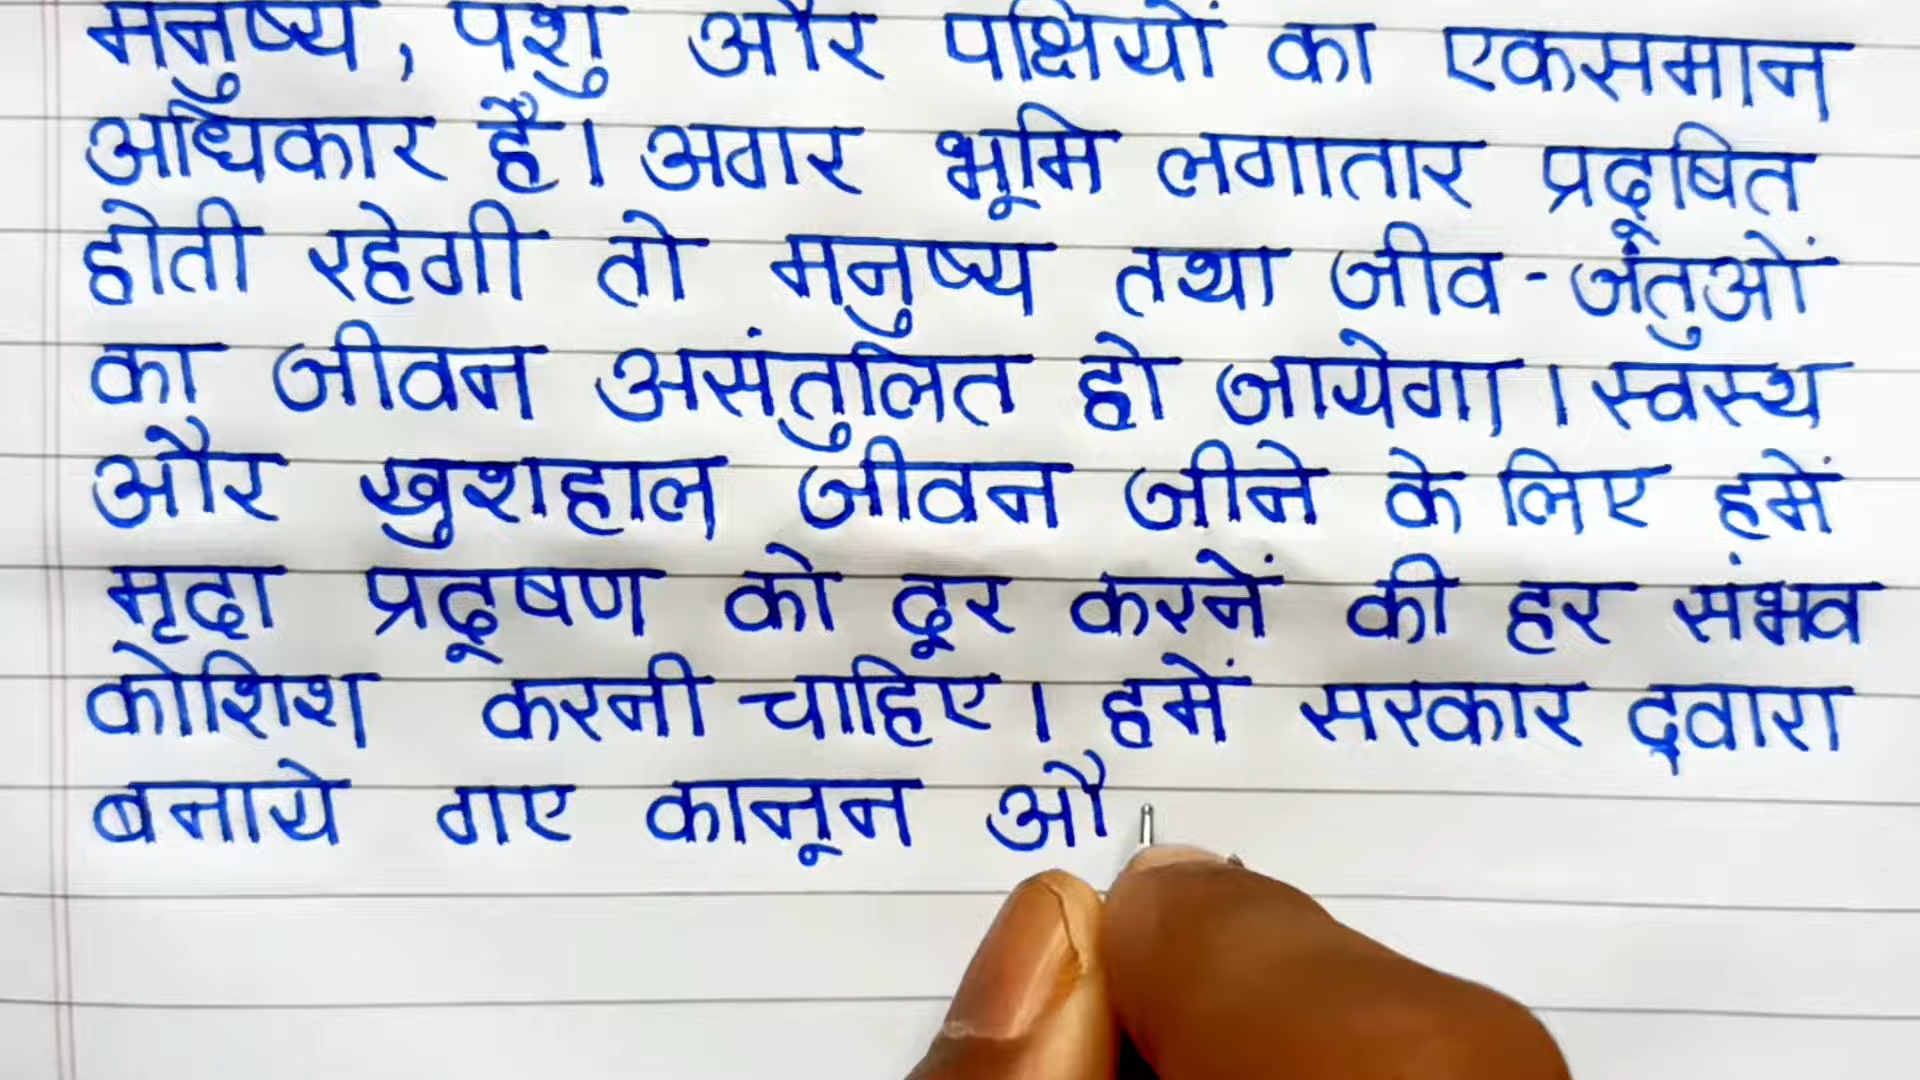 मनुष्य, पशु और पक्षियों का एकसमान
अधिकार है। अगर भूमि लगातार प्रदूषित
होती रहेगी तो मनुष्य तथा जीव-जंतुओं
का जीवन असंतुलित हो जायेगा। स्वस्थ
और खुशहाल जीवन जीने के लिए हमें
मृदा प्रदूषण को दूर करनें की हर संभव
कोशिश करनी चाहिए। हमें सरकार द्वारा
बनाये गए कानून औ